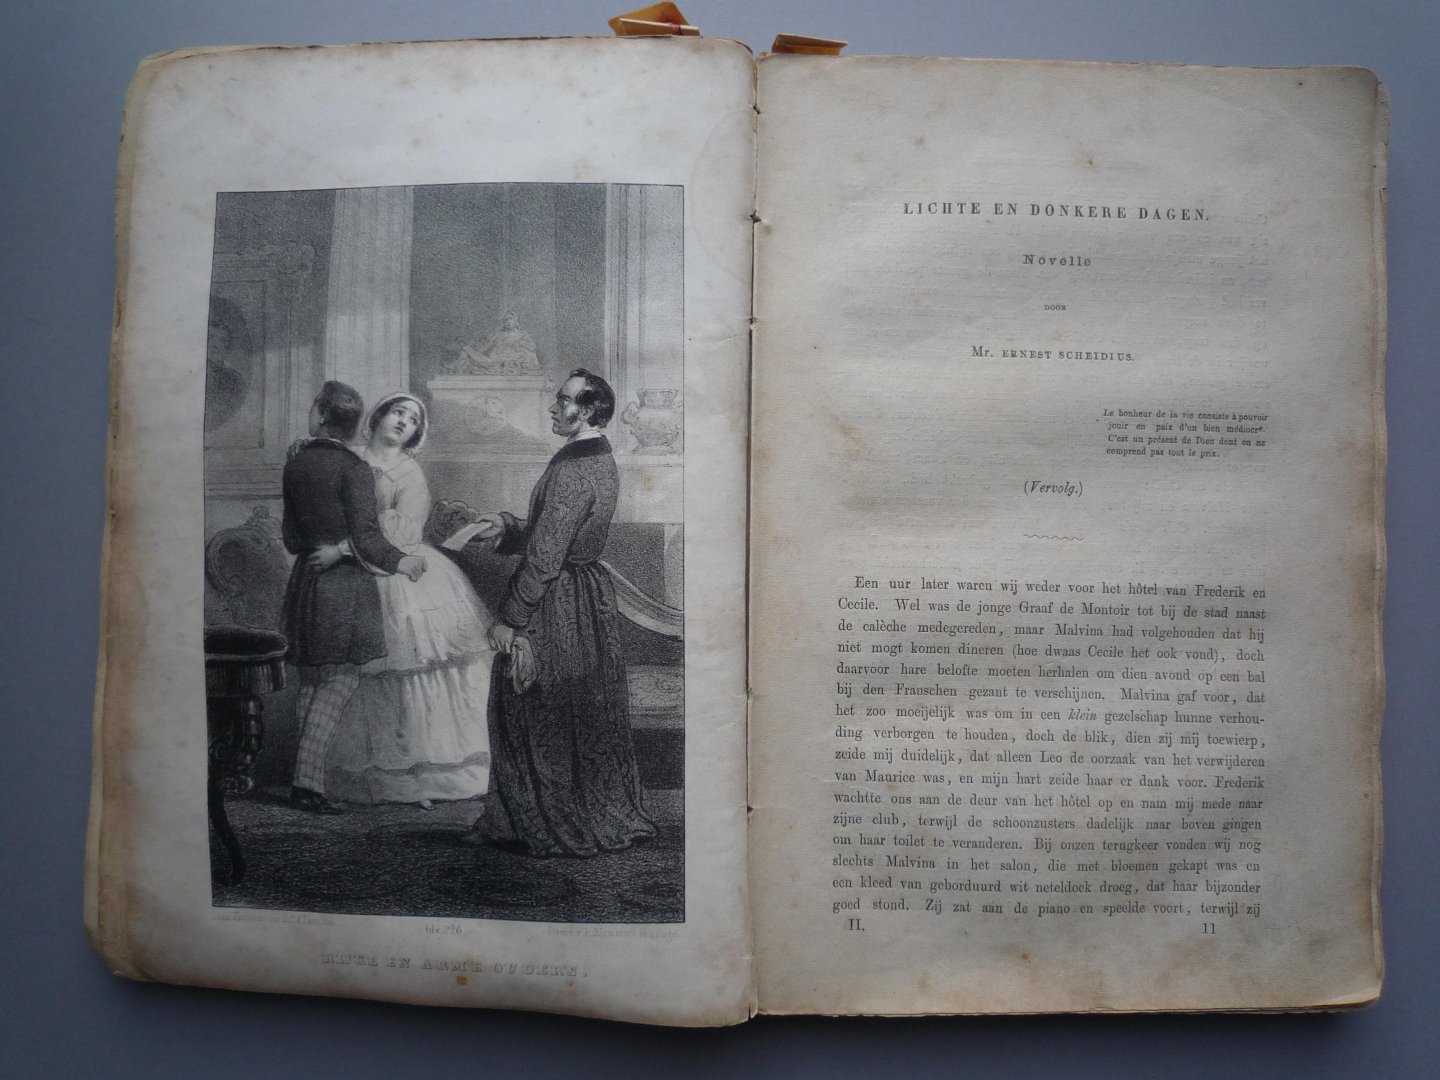 blz. 226.
RIJKE EN ARME OUDERS.
LICHTE EN DONKERE DAGEN.
Novelle
DOOR
Mr. ERNEST SCHEIDIUS.
Le bonheur de la vie consiste à pouvoir
jouir en paix d'un bien médiocre.
C'est un présent de Dieu dont on ne
comprend pas tout le prix.
(Vervolg.)
Een uur later waren wij weder voor het hôtel van Frederik en
Cecile. Wel was de jonge Graaf de Montoir tot bij de stad naast
de calèche medegereden, maar Malvina had volgehouden dat hij
niet mogt komen dineren (hoe dwaas Cecile het ook vond), doch
daarvoor hare belofte moeten herhalen om dien avond op een bal
bij den Franschen gezant te verschijnen. Malvina gaf voor, dat
het zoo moeijelijk was om in een klein gezelschap hunne verhou-
ding verborgen te houden, doch de blik, dien zij mij toewierp,
zeide mij duidelijk, dat alleen Leo de oorzaak van het verwijderen
van Maurice was, en mijn hart zeide haar er dank voor. Frederik
wachtte ons aan de deur van het hôtel op en nam mij mede naar
zijne club, terwijl de schoonzusters dadelijk naar boven gingen
om haar toilet te veranderen. Bij onzen terugkeer vonden wij nog
slechts Malvina in het salon, die met bloemen gekapt was en
een kleed van geborduurd wit neteldoek droeg, dat haar bijzonder
goed stond. Zij zat aan de piano en speelde voort, terwijl zij
II. 11